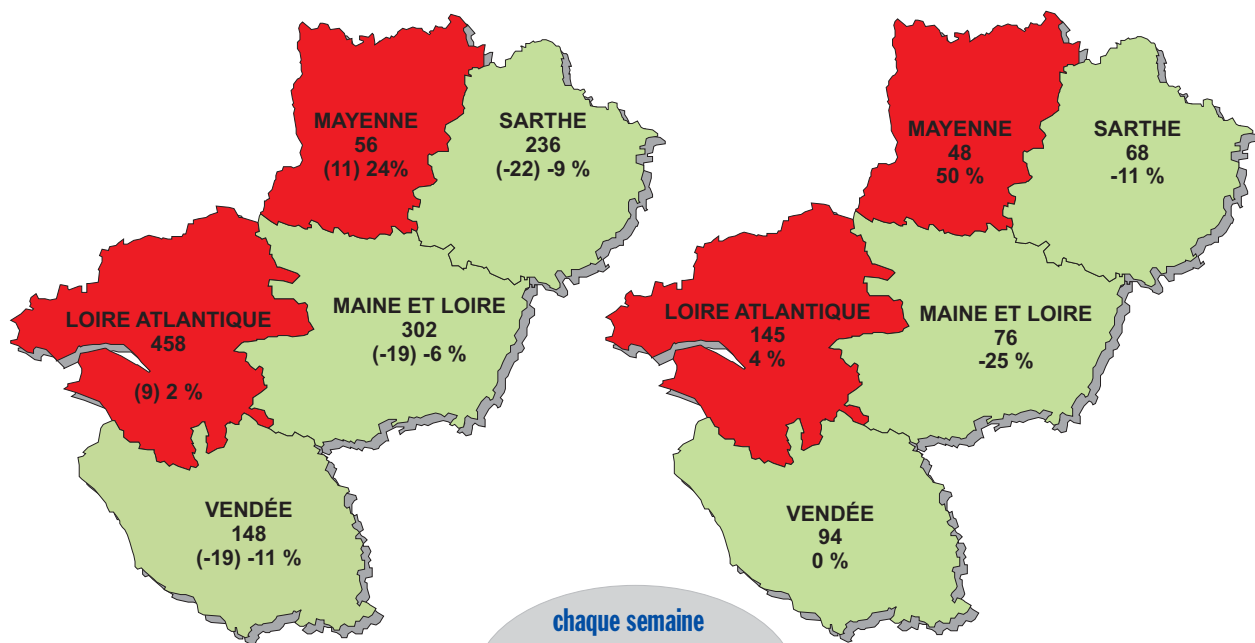 MAYENNE
56
(11) 24%
SARTHE
236
(-22) -9 %
LOIRE ATLANTIQUE
458
(9) 2 %
MAINE ET LOIRE
302
(-19) -6 %
VENDÉE
148
(-19) -11 %
MAYENNE
48
50 %
SARTHE
68
-11 %
LOIRE ATLANTIQUE
145
4 %
MAINE ET LOIRE
76
-25 %
VENDÉE
94
0 %
chaque semaine